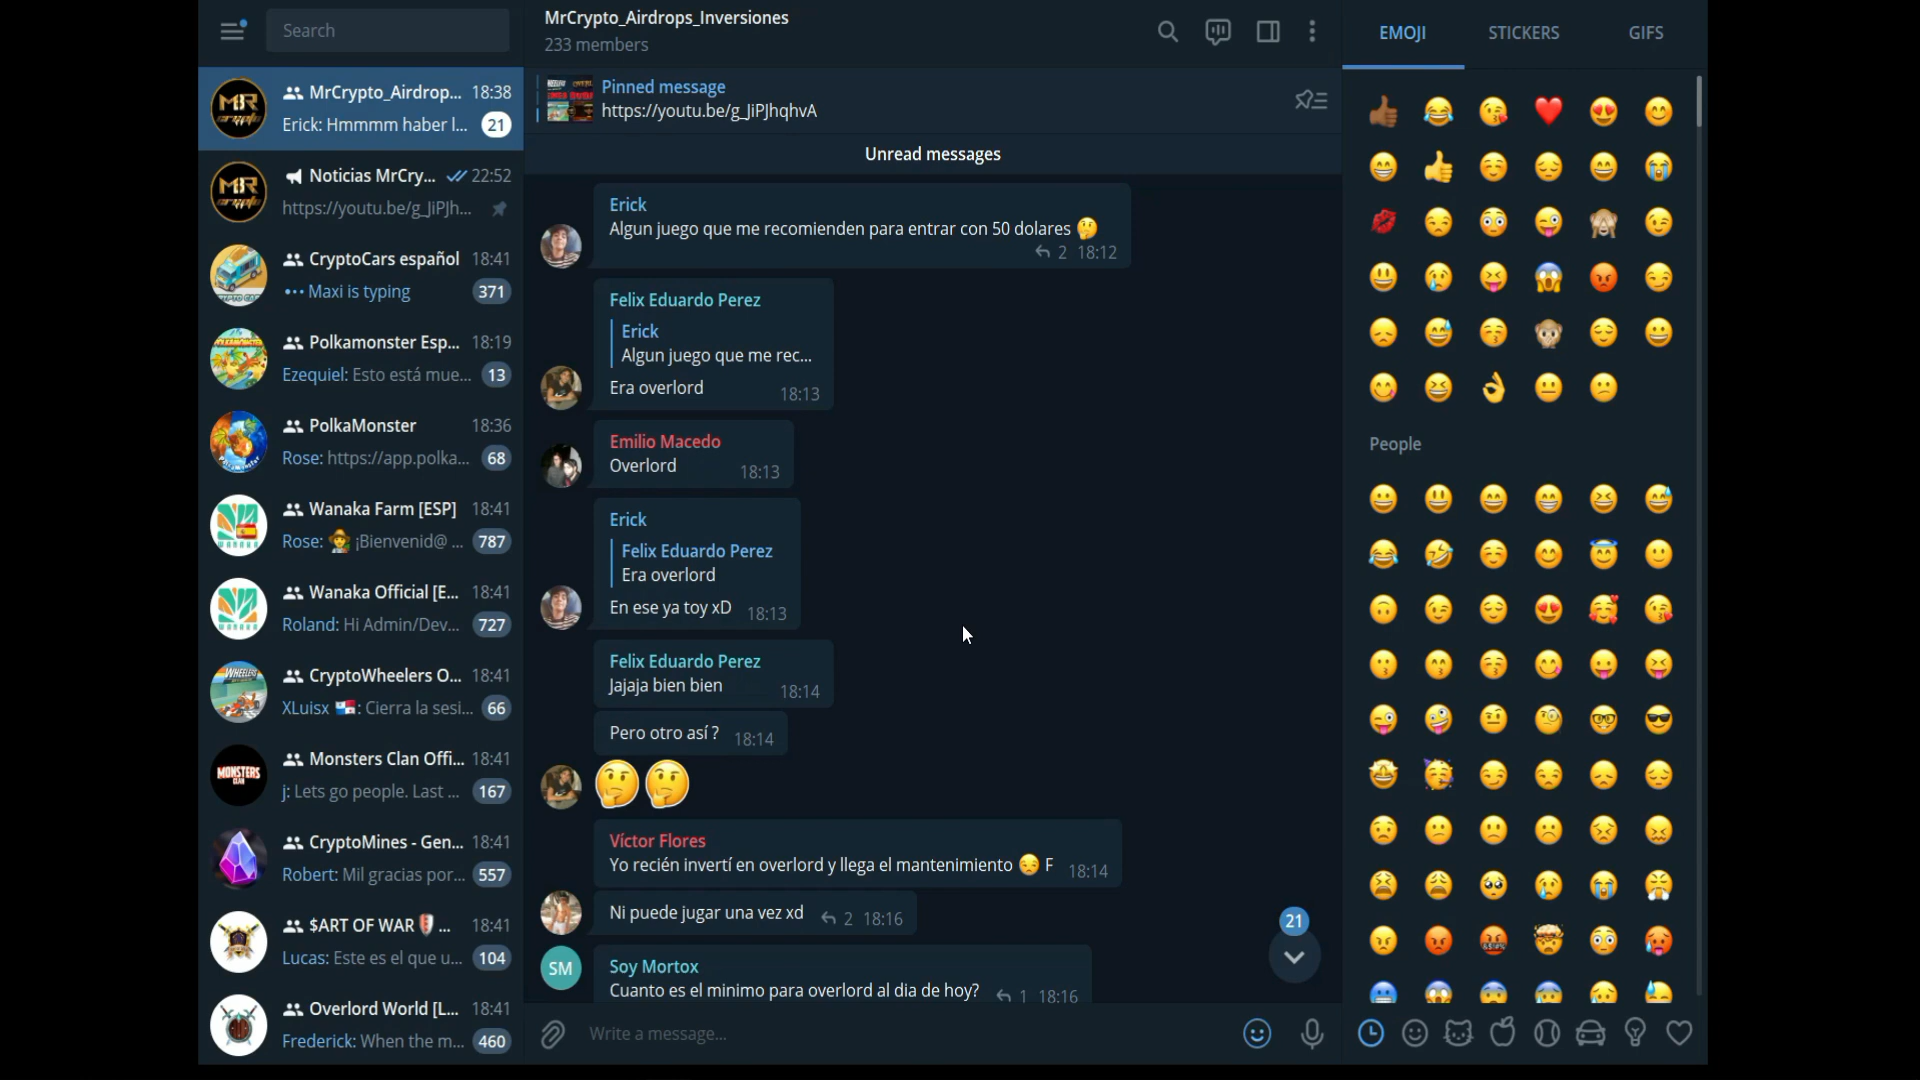 Search
MrCrypto_Airdrop... 18:38
Erick: Hmmmm haber l... 21
Noticias MrCry... 22:52
https://youtu.be/g_JiPJh...
CryptoCars español 18:41
Maxi is typing 371
Polkamonster Esp... 18:19
Ezequiel: Esto está mue... 13
PolkaMonster 18:36
Rose: https://app.polka... 68
Wanaka Farm [ESP] 18:41
Rose: 🧑‍🌾 ¡Bienvenid@ ... 787
Wanaka Official [E... 18:41
Roland: Hi Admin/Dev... 727
CryptoWheelers O... 18:41
XLuisx 🇵🇦: Cierra la sesi... 66
Monsters Clan Offi... 18:41
j: Lets go people. Last ... 167
CryptoMines - Gen... 18:41
Robert: Mil gracias por... 557
$ART OF WAR ... 18:41
Lucas: Este es el que u... 104
Overlord World [L... 18:41
Frederick: When the m... 460
MrCrypto_Airdrops_Inversiones
233 members
Pinned message
https://youtu.be/g_JiPJhqhvA
Unread messages
Erick
Algun juego que me recomienden para entrar con 50 dolares 🤔
2 18:12
Felix Eduardo Perez
Erick
Algun juego que me rec...
Era overlord 18:13
Emilio Macedo
Overlord 18:13
Erick
Felix Eduardo Perez
Era overlord
En ese ya toy xD 18:13
Felix Eduardo Perez
Jajaja bien bien 18:14
Pero otro así ? 18:14
🤔🤔
Víctor Flores
Yo recién invertí en overlord y llega el mantenimiento 😒 F 18:14
Ni puede jugar una vez xd 2 18:16
21
SM
Soy Mortox
Cuanto es el minimo para overlord al dia de hoy? 1 18:16
Write a message...
EMOJI STICKERS GIFS
People